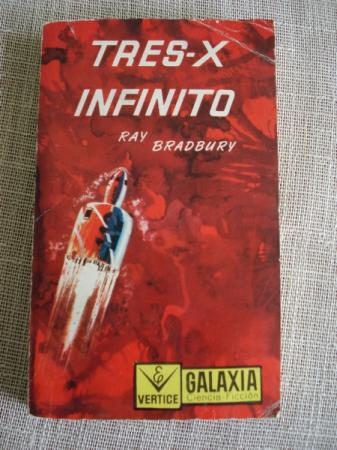 TRES-X
INFINITO
RAY BRADBURY
VERTICE
GALAXIA
Ciencia-Ficción